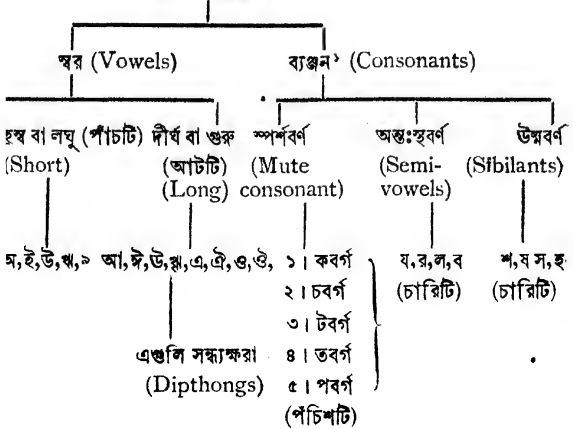 স্বর (Vowels) ব্যঞ্জন১ (Consonants)
হ্রস্ব বা লঘু (পাঁচটি) দীর্ঘ বা গুরু স্পর্শবর্ণ অন্তঃস্থবর্ণ উষ্মবর্ণ
(Short) (আটটি) (Mute (Semi- (Sibilants)
(Long) consonant) vowels)
অ,ই,উ,ঋ,৯ আ,ঈ,ঊ,ৠ,এ,ঐ,ও,ঔ, ১। কবর্গ য,র,ল,ব শ,ষ স,হ
২। চবর্গ (চারিটি) (চারিটি)
৩। টবর্গ
এগুলি সন্ধ্যক্ষরা ৪। তবর্গ
(Dipthongs) ৫। পবর্গ
(পঁচিশটি)